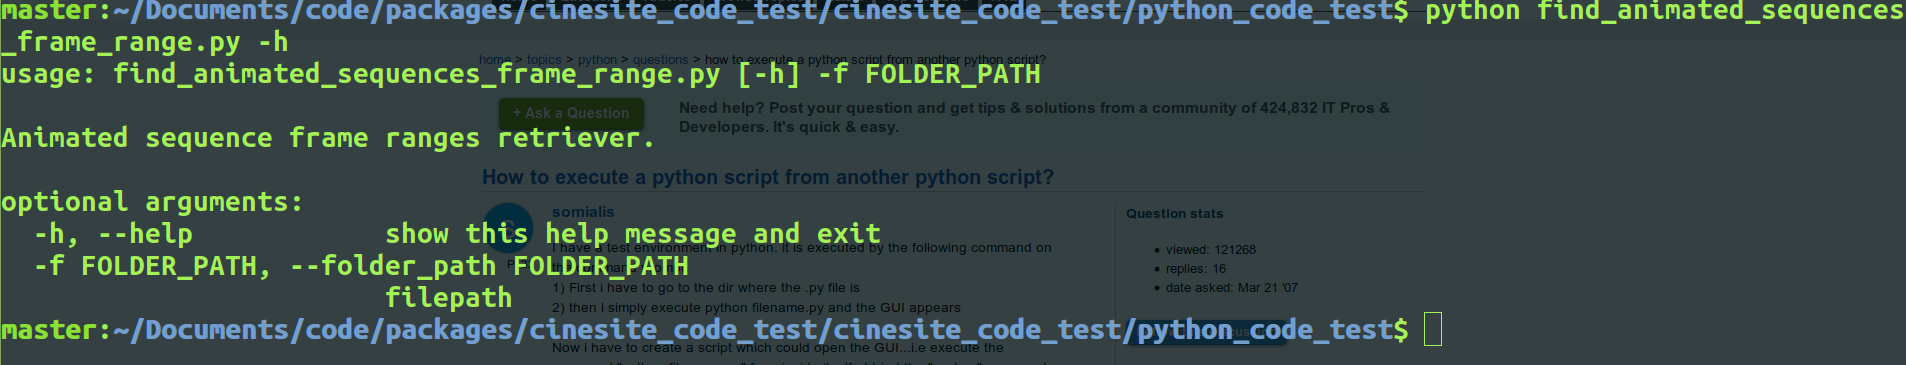 master:~/Documents/code/packages/cinesite_code_test/cinesite_code_test/python_code_test$ python find_animated_sequences
_frame_range.py -h
usage: find_animated_sequences_frame_range.py [-h] -f FOLDER_PATH
Animated sequence frame ranges retriever.
optional arguments:
-h, --help show this help message and exit
-f FOLDER_PATH, --folder_path FOLDER_PATH
filepath
master:~/Documents/code/packages/cinesite_code_test/cinesite_code_test/python_code_test$
home > topics > python > questions > how to execute a python script from another python script?
+ Ask a Question
Need help? Post your question and get tips & solutions from a community of 424,832 IT Pros &
Developers. It's quick & easy.
How to execute a python script from another python script?
somialis
S
I have a test environment in python. it is executed by the following command on
1) First i have to go to the dir where the .py file is
2) then i simply execute python filename.py and the GUI appears
Now i have to create a script which could open the GUI...i.e execute the
Question stats
• viewed: 121268
• replies: 16
• date asked: Mar 21 '07